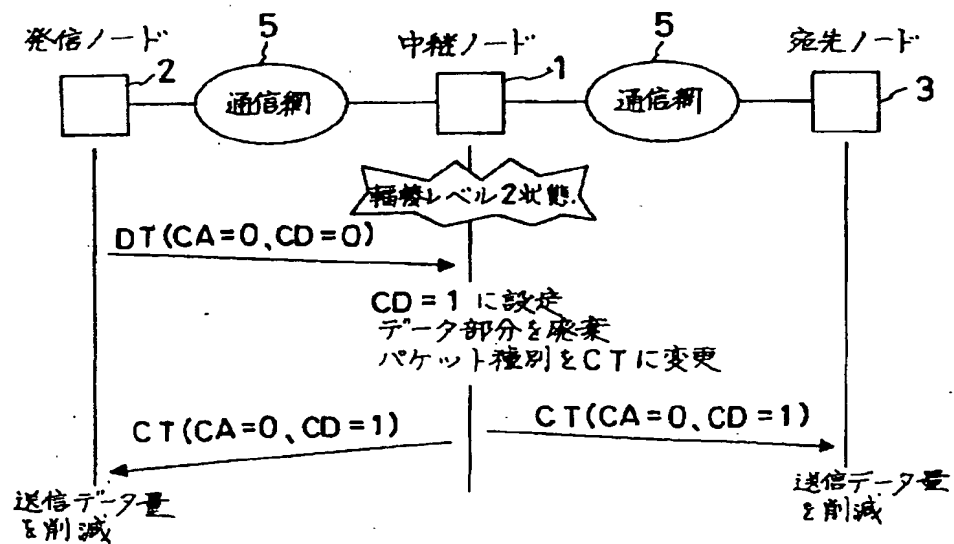 発信ノード
5
中継ノード
5
宛先ノード
2
通信網
1
通信網
3
輻輳レベル2状態.
DT(CA=0、CD=0)
CD=1に設定
データ部分を廃棄
パケット種別をCTに変更
CT(CA=0、CD=1)
CT(CA=0、CD=1)
送信データ量
を削減
送信データ量
を削減